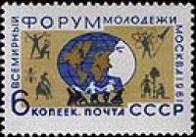 ВСЕМИРНЫЙ ФОРУМ МОЛОДЕЖИ МОСКВА 1961
6 КОПЕЕК. ПОЧТА СССР